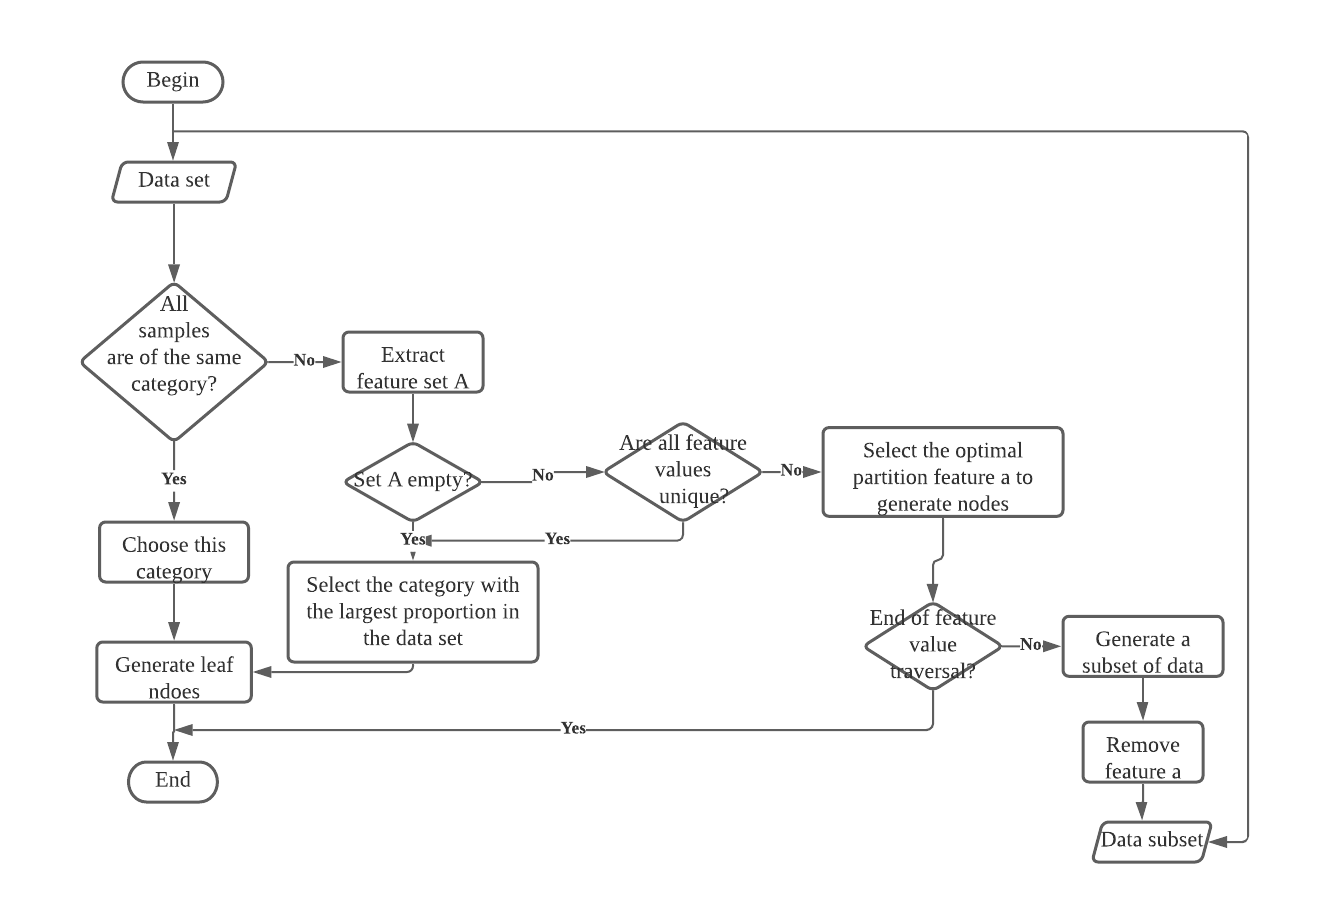 Begin
Data set
All
samples
are of the same
category?
No
Extract
feature set A
Yes
Set A empty?
No
Are all feature
values
unique?
No
Select the optimal
partition feature a to
generate nodes
Yes
Yes
Choose this
category
Select the category with
the largest proportion in
the data set
End of feature
value
traversal?
No
Generate a
subset of data
Generate leaf
ndoes
Yes
Remove
feature a
End
Data subset